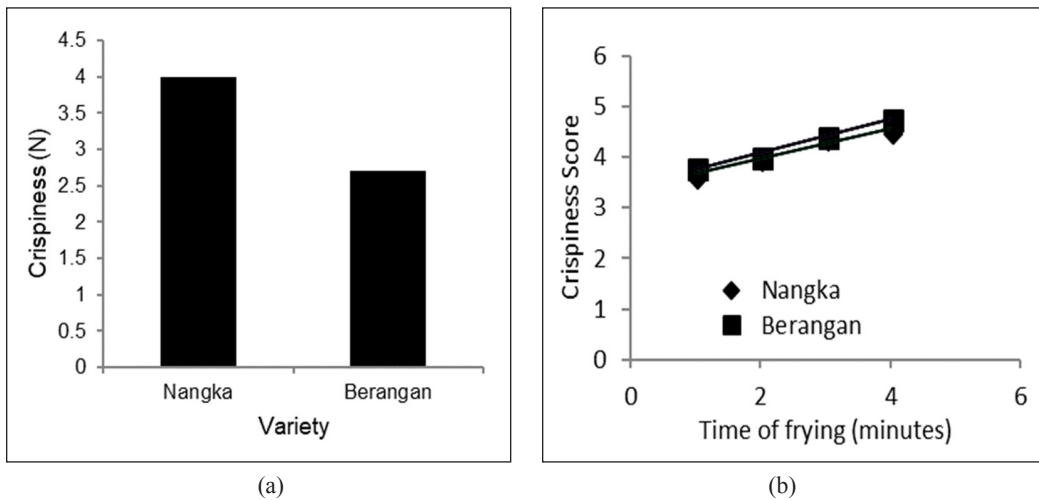 4.5
4
3.5
3
2.5
2
1.5
1
0.5
0
Crispiness (N)
Nangka
Berangan
Variety
(a)
6
5
4
3
2
1
0
Crispiness Score
Nangka
Berangan
0
2
4
6
Time of frying (minutes)
(b)